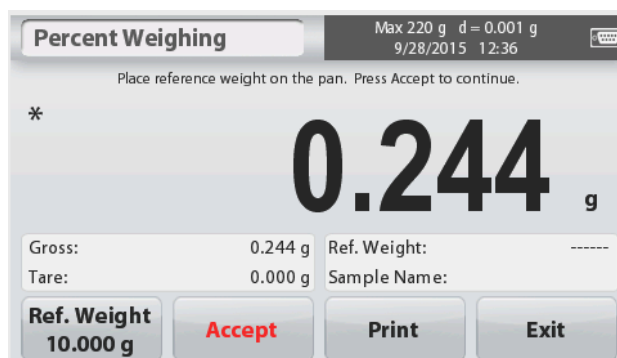 Percent Weighing
Max 220 g d = 0.001 g
9/28/2015 12:36
Place reference weight on the pan. Press Accept to continue.
*
0.244 g
Gross: 0.244 g
Ref. Weight: ------
Tare: 0.000 g
Sample Name:
Ref. Weight
10.000 g
Accept
Print
Exit